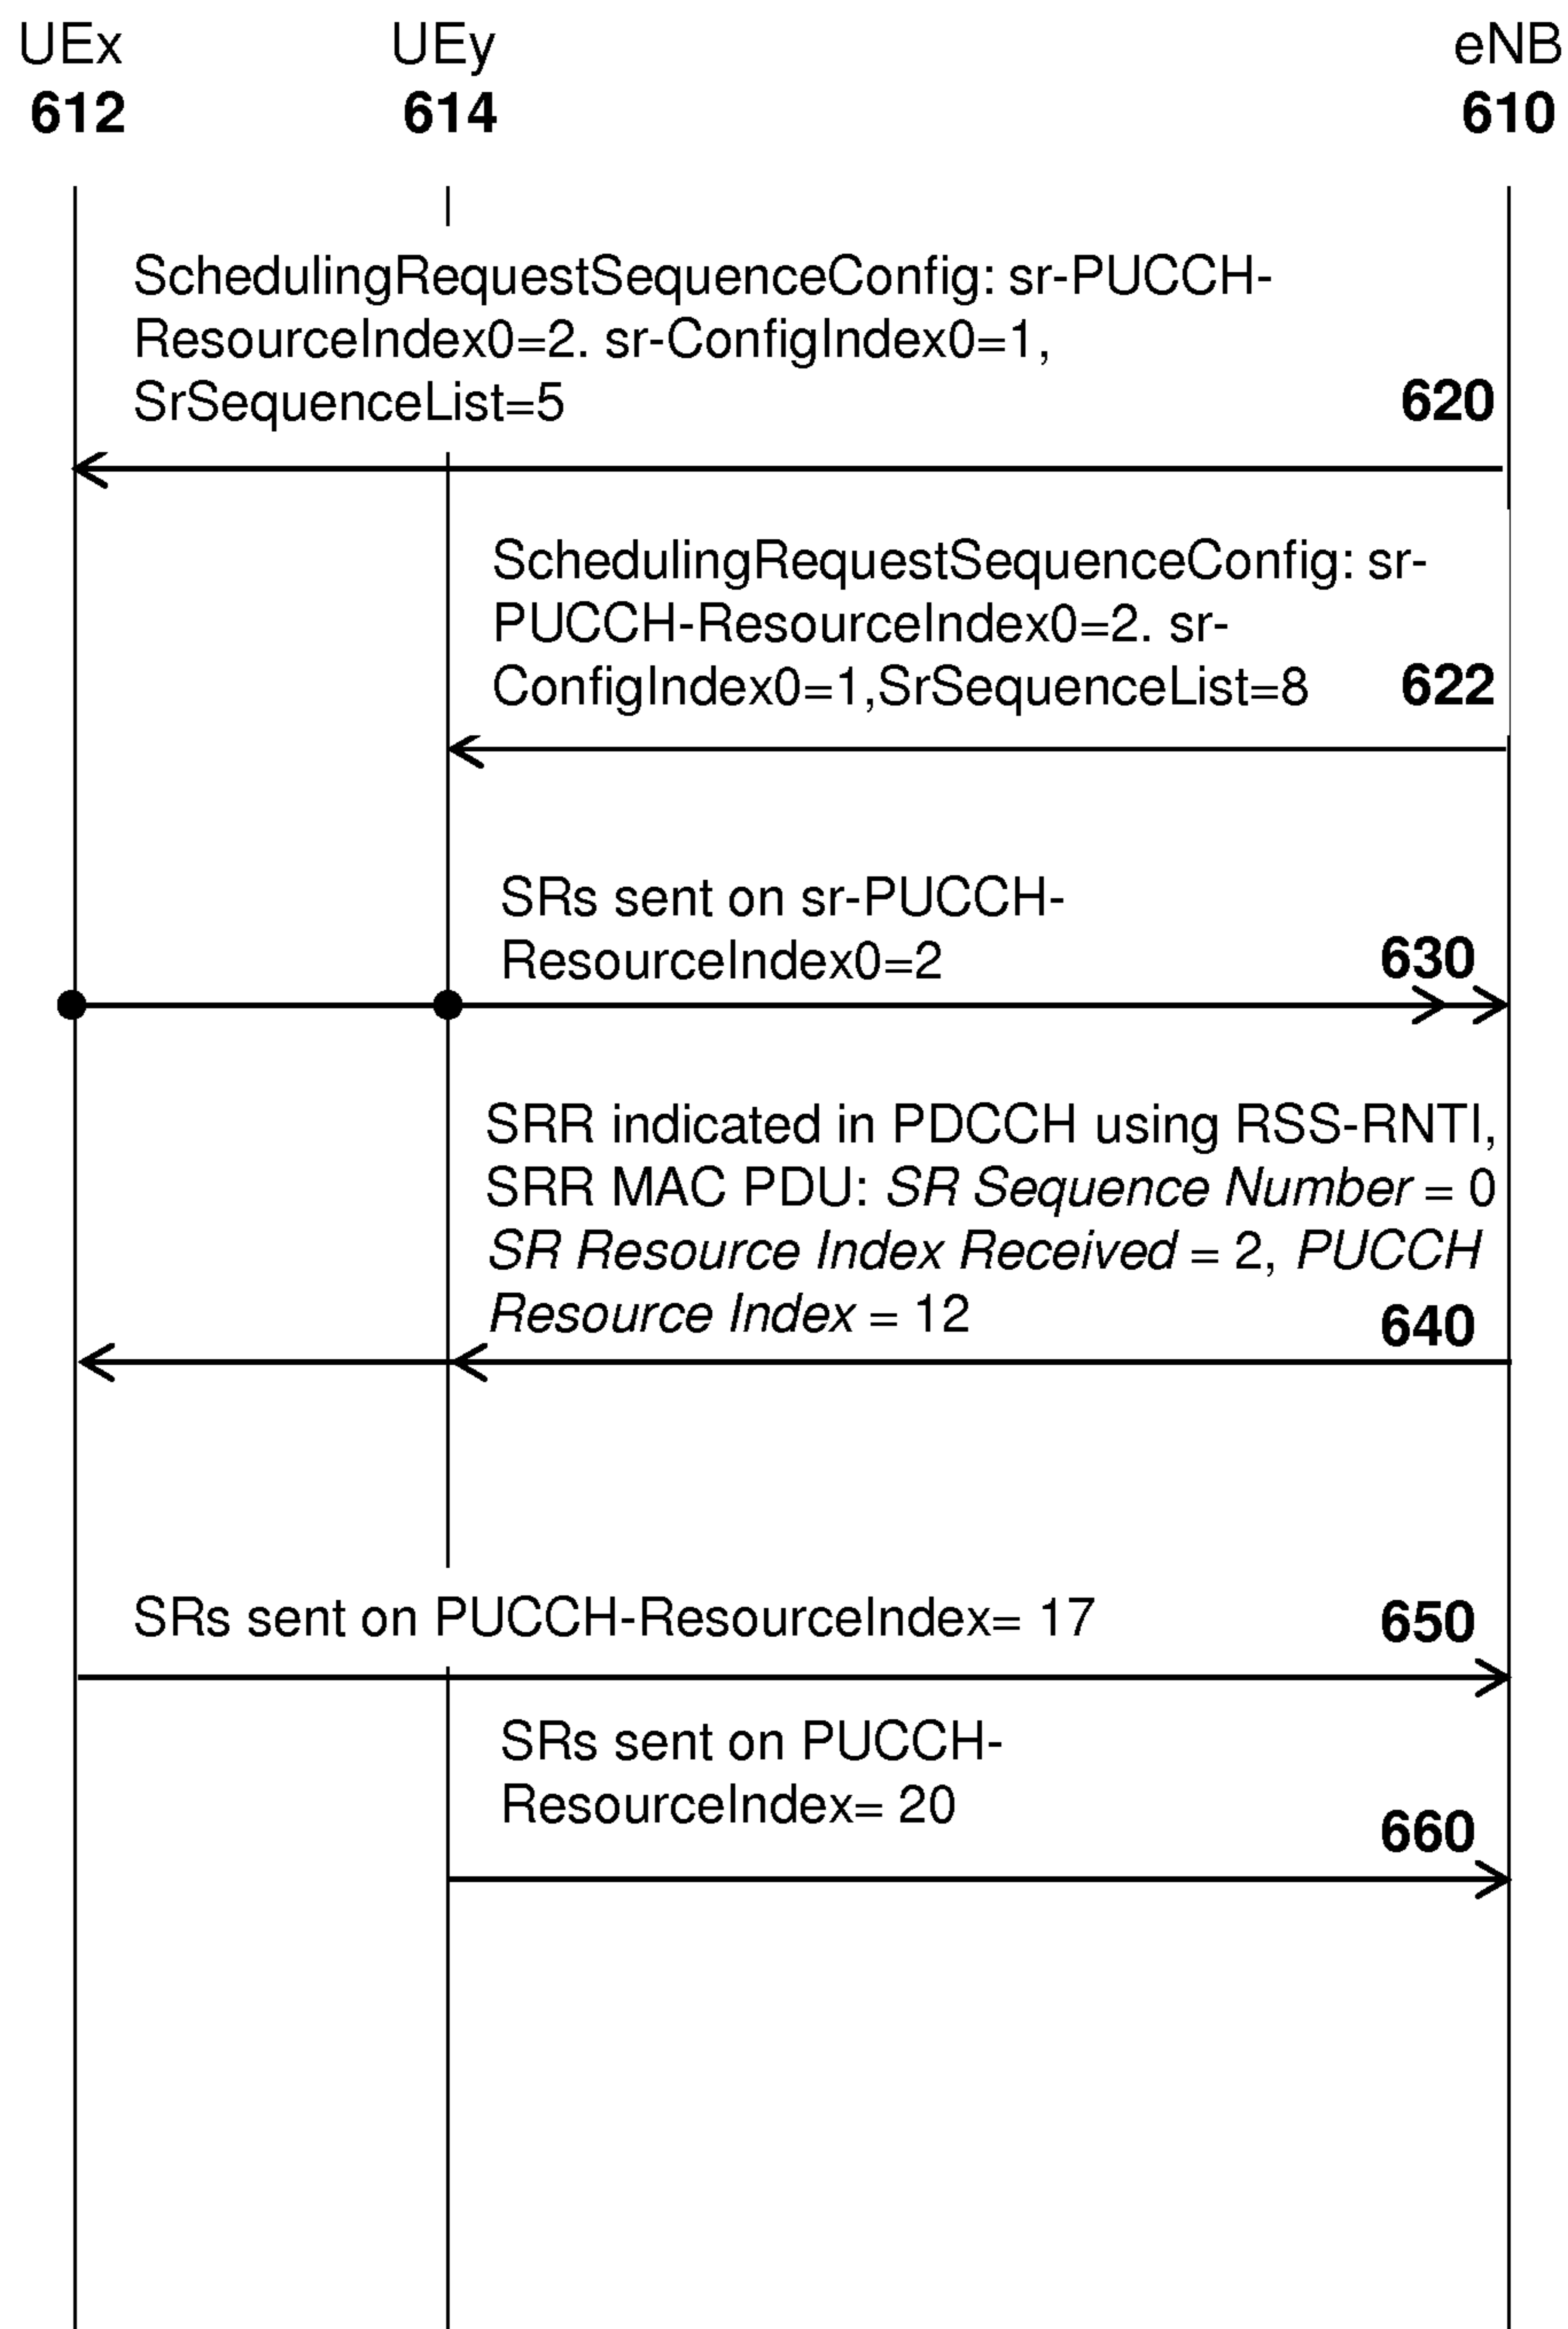 UEx UEy eNB
612 614 610
SchedulingRequestSequenceConfig: sr-PUCCH-
ResourceIndex0=2. sr-ConfigIndex0=1,
SrSequenceList=5 620
SchedulingRequestSequenceConfig: sr-
PUCCH-ResourceIndex0=2. sr-
ConfigIndex0=1,SrSequenceList=8 622
SRs sent on sr-PUCCH-
ResourceIndex0=2 630
SRR indicated in PDCCH using RSS-RNTI,
SRR MAC PDU: SR Sequence Number = 0
SR Resource Index Received = 2, PUCCH
Resource Index = 12 640
SRs sent on PUCCH-ResourceIndex= 17 650
SRs sent on PUCCH-
ResourceIndex= 20 660